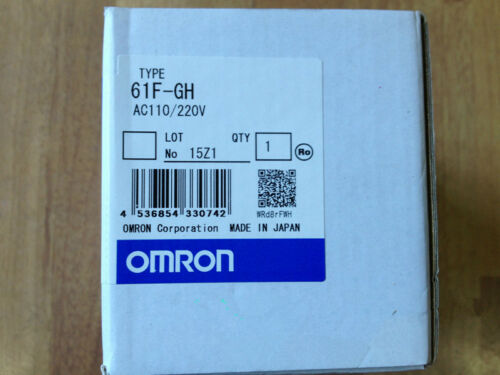 TYPE
61F-GH
AC110/220V
LOT
No 15Z1
QTY 1
Ro
4 536854 330742
WRd8rFWH
OMRON Corporation MADE IN JAPAN
OMRON